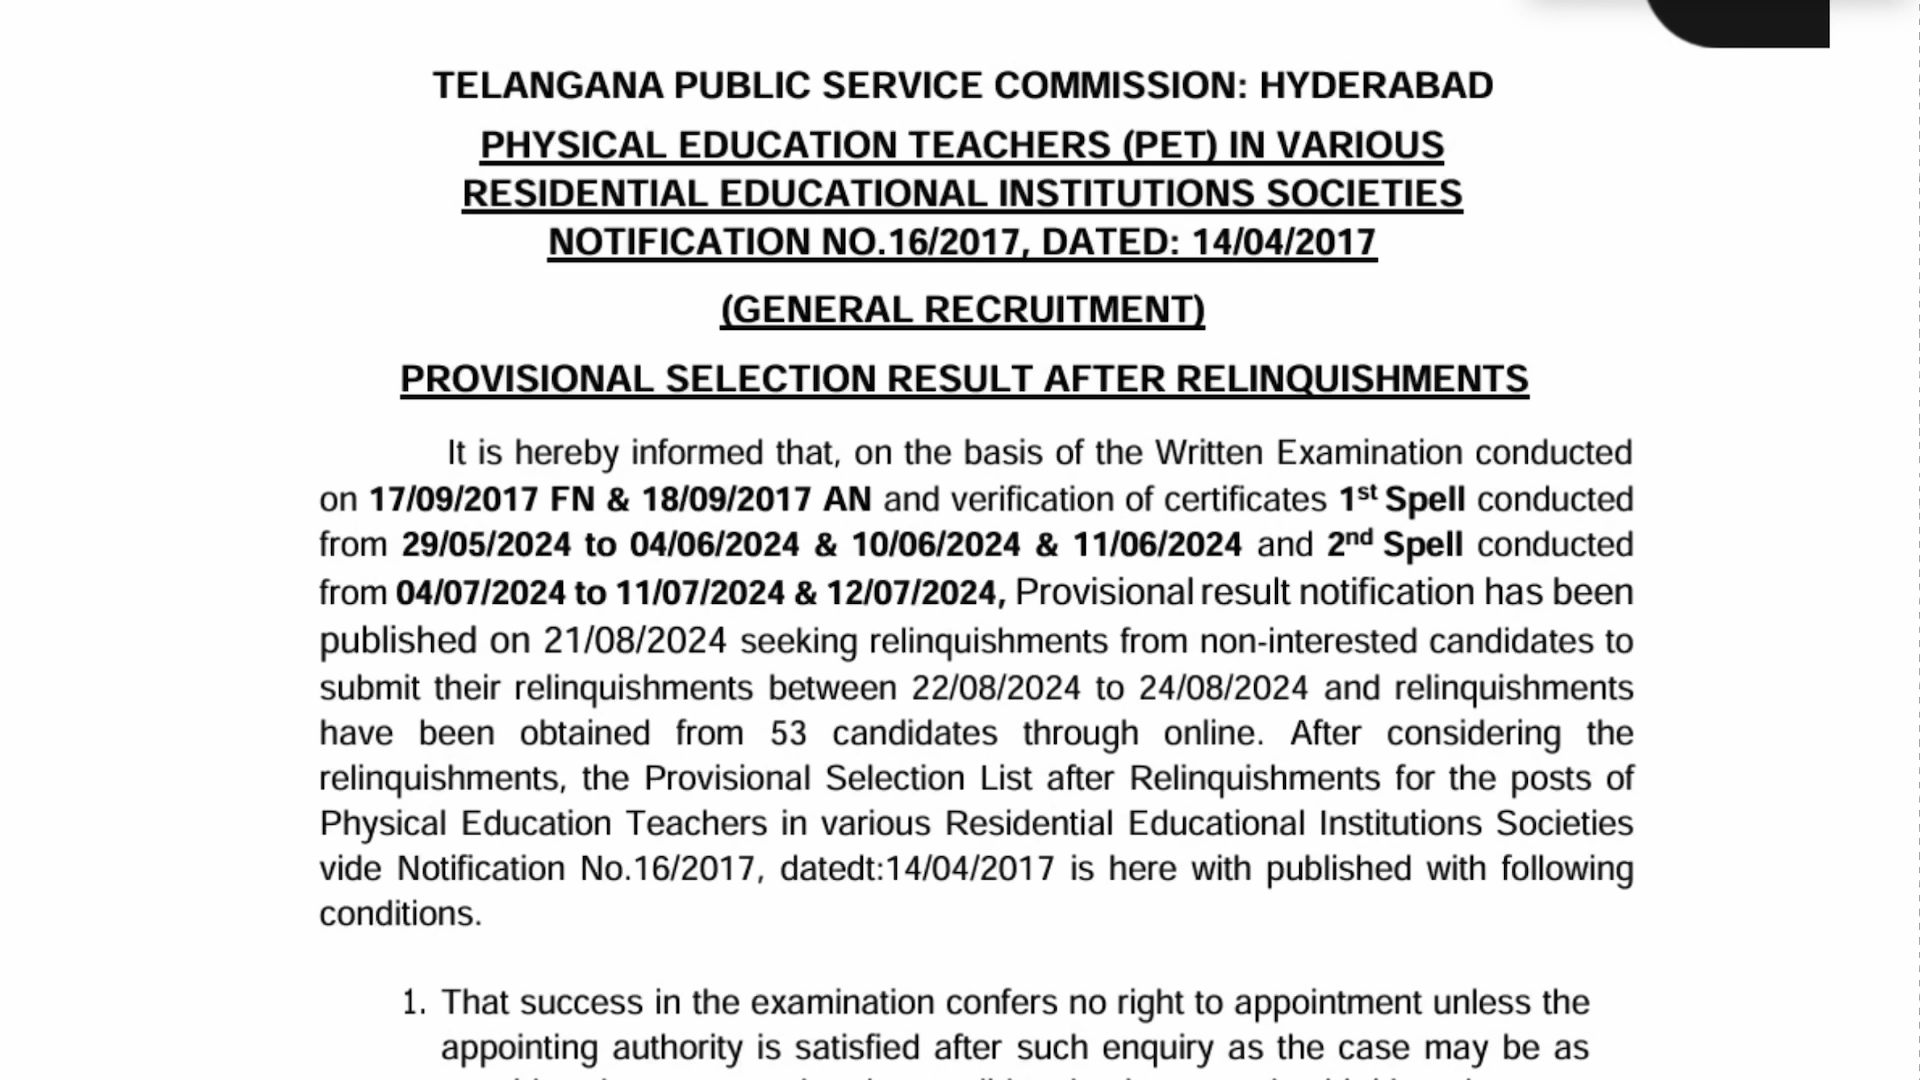 TELANGANA PUBLIC SERVICE COMMISSION: HYDERABAD
PHYSICAL EDUCATION TEACHERS (PET) IN VARIOUS
RESIDENTIAL EDUCATIONAL INSTITUTIONS SOCIETIES
NOTIFICATION NO.16/2017, DATED: 14/04/2017
(GENERAL RECRUITMENT)
PROVISIONAL SELECTION RESULT AFTER RELINQUISHMENTS
It is hereby informed that, on the basis of the Written Examination conducted
on 17/09/2017 FN & 18/09/2017 AN and verification of certificates 1st Spell conducted
from 29/05/2024 to 04/06/2024 & 10/06/2024 & 11/06/2024 and 2nd Spell conducted
from 04/07/2024 to 11/07/2024 & 12/07/2024, Provisional result notification has been
published on 21/08/2024 seeking relinquishments from non-interested candidates to
submit their relinquishments between 22/08/2024 to 24/08/2024 and relinquishments
have been obtained from 53 candidates through online. After considering the
relinquishments, the Provisional Selection List after Relinquishments for the posts of
Physical Education Teachers in various Residential Educational Institutions Societies
vide Notification No.16/2017, datedt:14/04/2017 is here with published with following
conditions.
1. That success in the examination confers no right to appointment unless the
appointing authority is satisfied after such enquiry as the case may be as